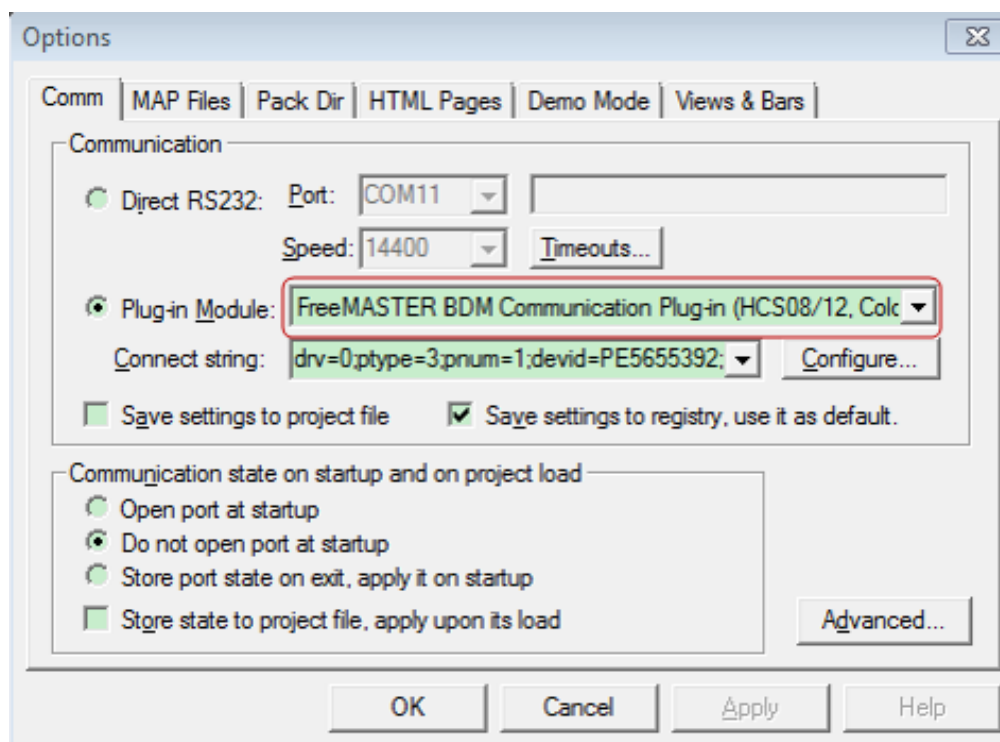 Options
Comm MAP Files Pack Dir HTML Pages Demo Mode Views & Bars
Communication
Direct RS232: Port: COM11
Speed: 14400 Timeouts...
Plug-in Module: FreeMASTER BDM Communication Plug-in (HCS08/12, Colc
Connect string: drv=0;ptype=3;pnum=1;devid=PE5655392; Configure...
Save settings to project file Save settings to registry, use it as default.
Communication state on startup and on project load
Open port at startup
Do not open port at startup
Store port state on exit, apply it on startup
Store state to project file, apply upon its load Advanced...
OK Cancel Apply Help